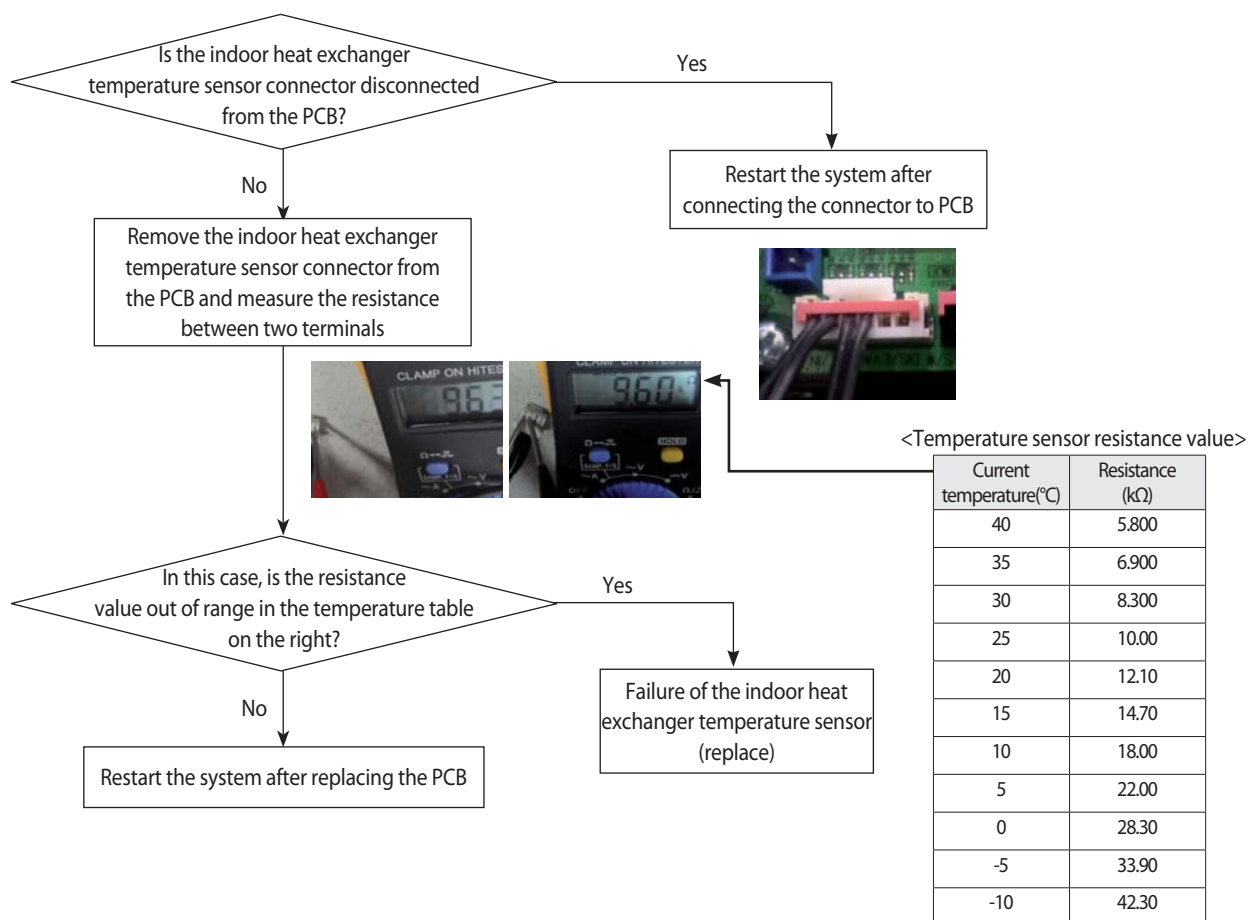 Is the indoor heat exchanger
temperature sensor connector disconnected
from the PCB?
Yes
No
Restart the system after
connecting the connector to PCB
Remove the indoor heat exchanger
temperature sensor connector from
the PCB and measure the resistance
between two terminals
CLAMP ON HITES
9.63
9.60
HOLD
<Temperature sensor resistance value>
Current
temperature(°C)
Resistance
(kΩ)
40 5.800
35 6.900
30 8.300
25 10.00
20 12.10
15 14.70
10 18.00
5 22.00
0 28.30
-5 33.90
-10 42.30
In this case, is the resistance
value out of range in the temperature table
on the right?
Yes
No
Failure of the indoor heat
exchanger temperature sensor
(replace)
Restart the system after replacing the PCB